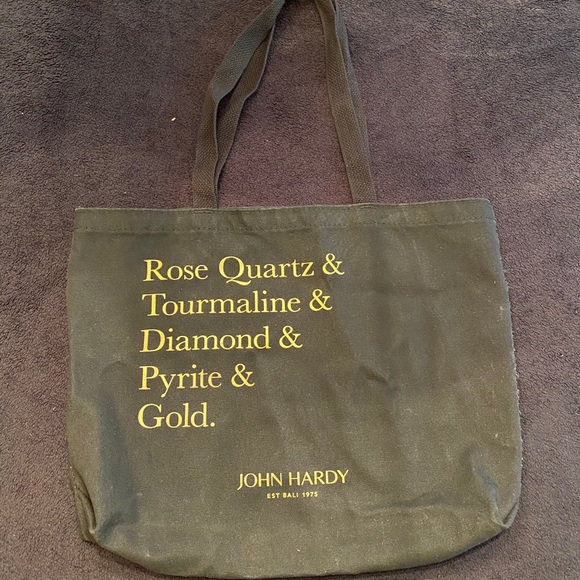 Rose Quartz &
Tourmaline &
Diamond &
Pyrite &
Gold.
JOHN HARDY
EST BALI 1975